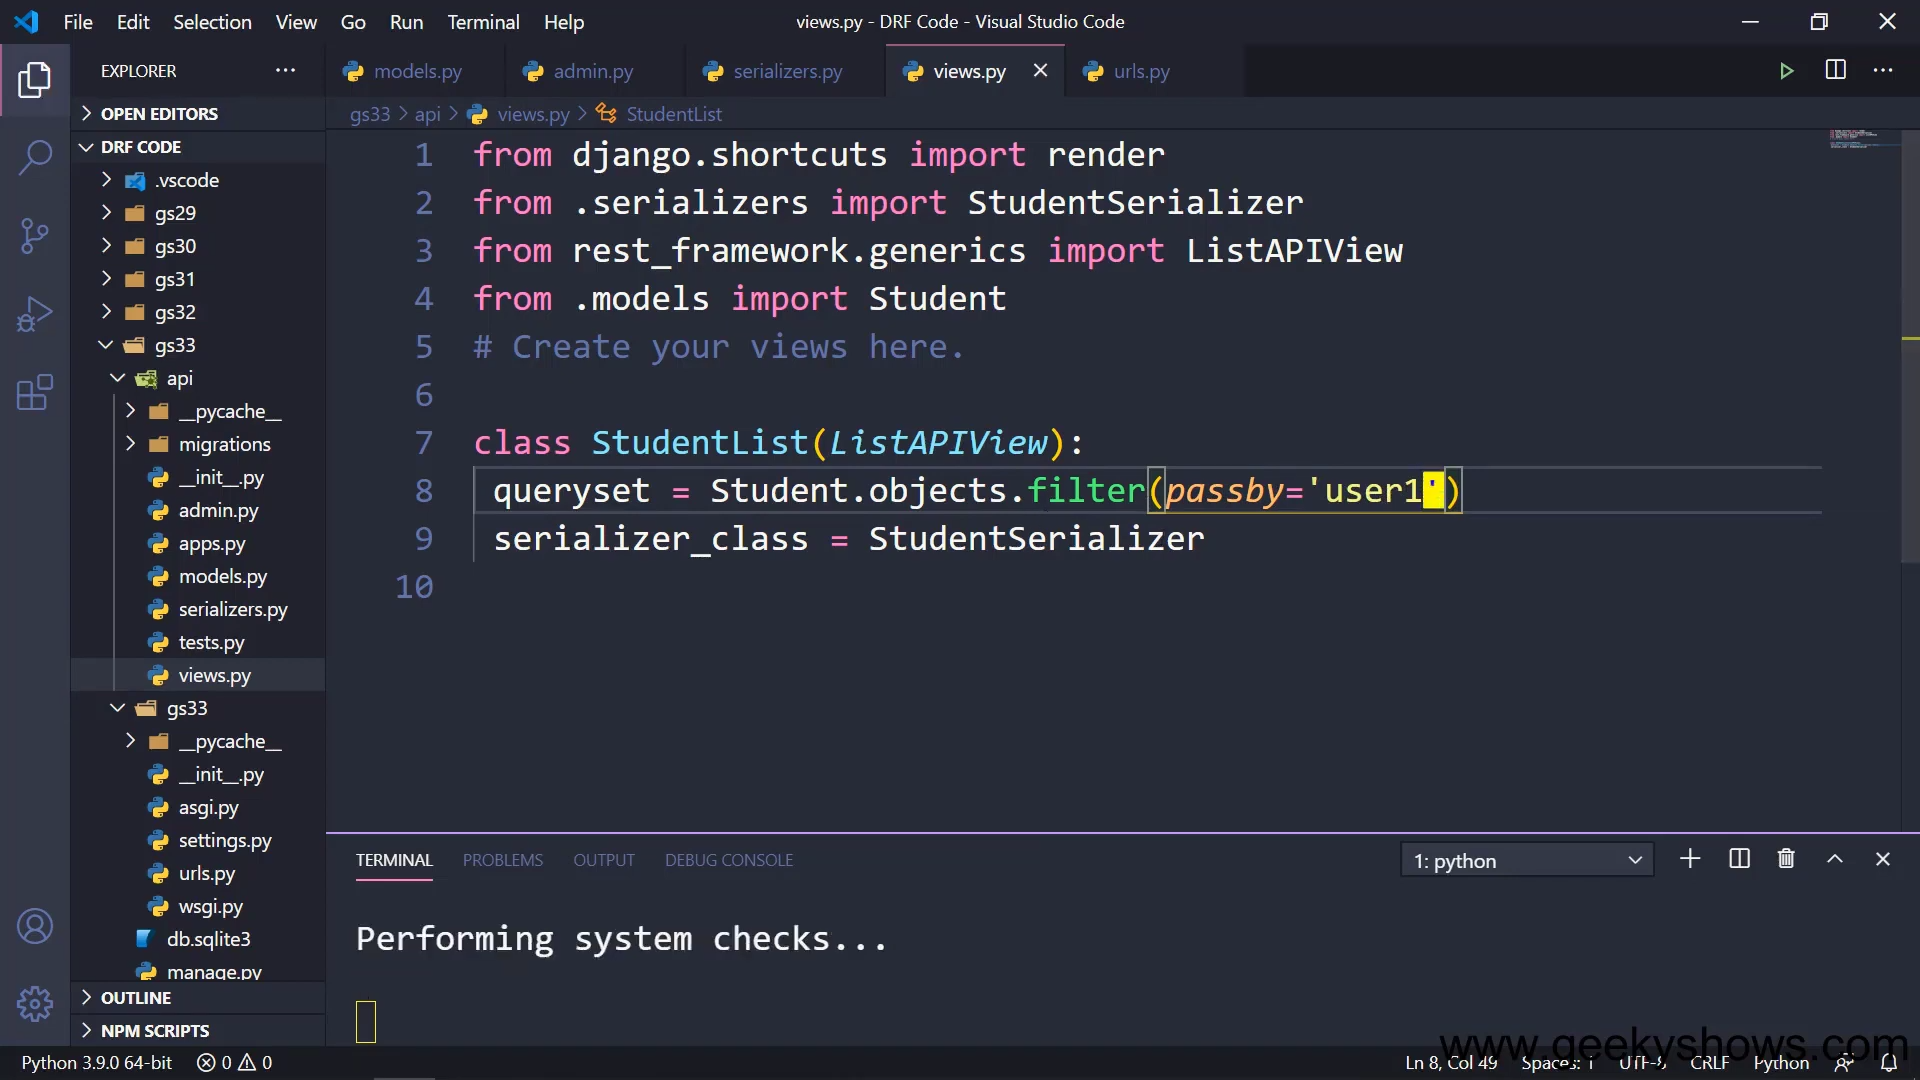 File Edit Selection View Go Run Terminal Help
views.py - DRF Code - Visual Studio Code
EXPLORER
OPEN EDITORS
DRF CODE
.vscode
gs29
gs30
gs31
gs32
gs33
api
__pycache__
migrations
__init__.py
admin.py
apps.py
models.py
serializers.py
tests.py
views.py
gs33
__pycache__
__init__.py
asgi.py
settings.py
urls.py
wsgi.py
db.sqlite3
manage.py
OUTLINE
NPM SCRIPTS
models.py admin.py serializers.py views.py urls.py
gs33 > api > views.py > StudentList
1 from django.shortcuts import render
2 from .serializers import StudentSerializer
3 from rest_framework.generics import ListAPIView
4 from .models import Student
5 # Create your views here.
6
7 class StudentList(ListAPIView):
8 queryset = Student.objects.filter(passby='user1')
9 serializer_class = StudentSerializer
10
TERMINAL PROBLEMS OUTPUT DEBUG CONSOLE
1: python
Performing system checks...
www.geekyshows.com
Python 3.9.0 64-bit 0 0
Ln 8, Col 49 Spaces: 1 UTF-8 CRLF Python